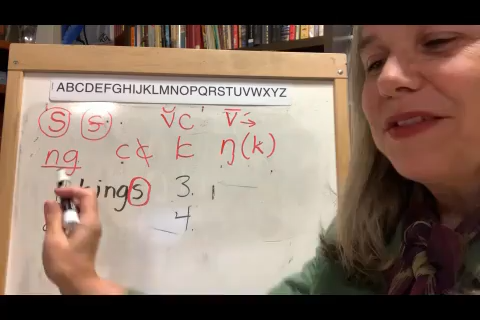 ABCDEFGHIJKLMNOPQRSTUVWXYZ
S s v̆C v̄→
ng c k ŋ(k)
kings 3.
4.